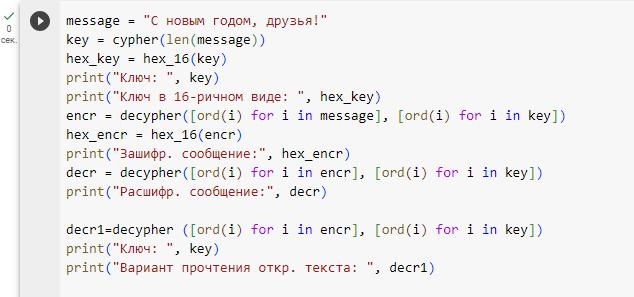 0
сек.
message = "С новым годом, друзья!"
key = cypher(len(message))
hex_key = hex_16(key)
print("Ключ: ", key)
print("Ключ в 16-ричном виде: ", hex_key)
encr = decypher([ord(i) for i in message], [ord(i) for i in key])
hex_encr = hex_16(encr)
print("Зашифр. сообщение:", hex_encr)
decr = decypher([ord(i) for i in encr], [ord(i) for i in key])
print("Расшифр. сообщение:", decr)
decr1=decypher ([ord(i) for i in encr], [ord(i) for i in key])
print("Ключ: ", key)
print("Вариант прочтения откр. текста: ", decr1)